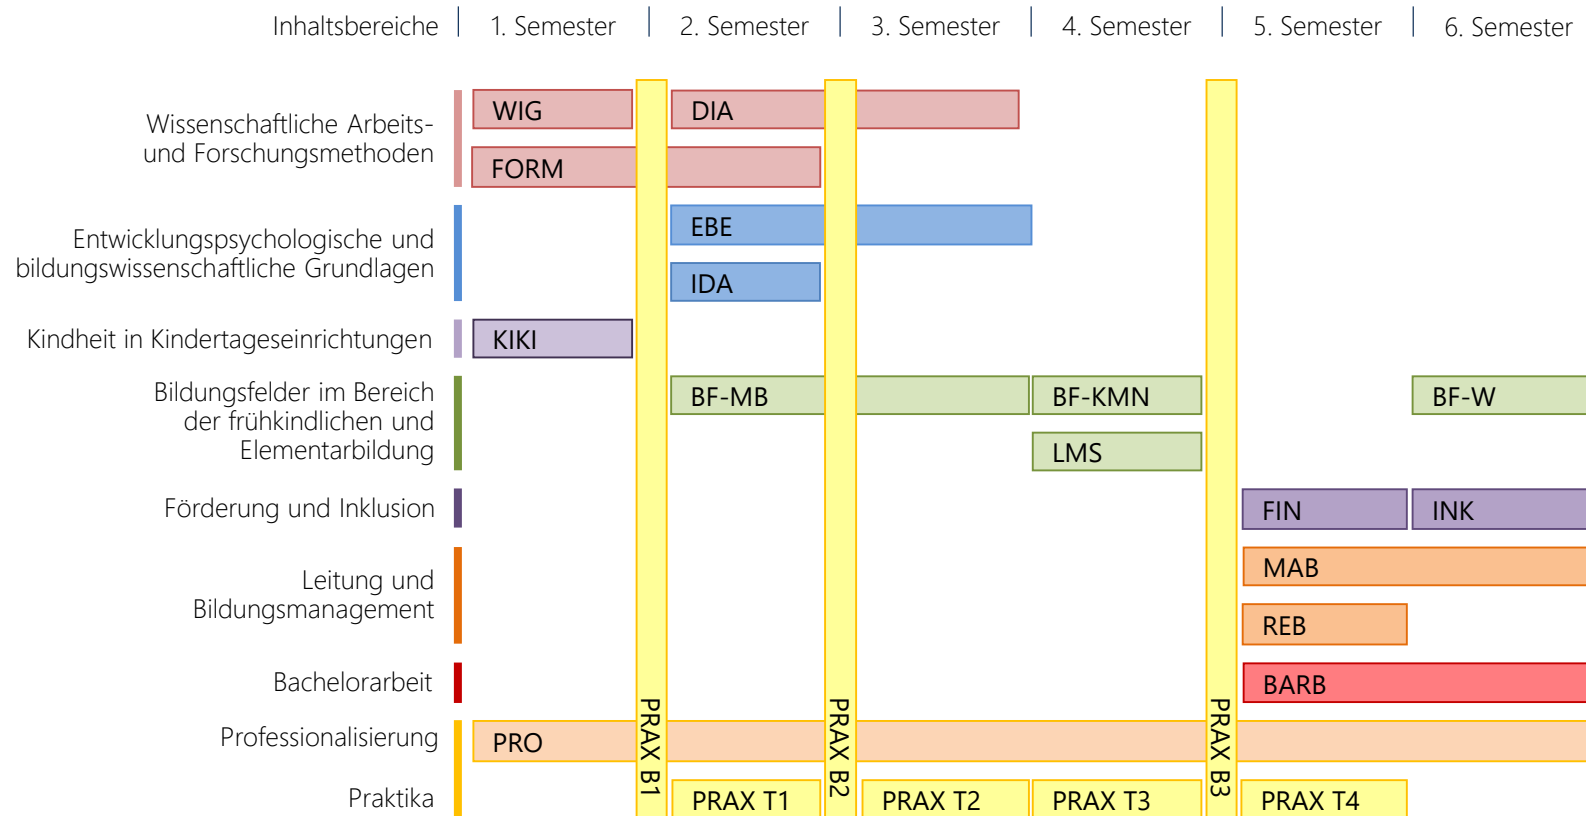 Inhaltsbereiche 1. Semester 2. Semester 3. Semester 4. Semester 5. Semester 6. Semester
Wissenschaftliche Arbeits-
und Forschungsmethoden
WIG DIA
FORM
Entwicklungspsychologische und
bildungswissenschaftliche Grundlagen
EBE
IDA
Kindheit in Kindertageseinrichtungen
KIKI
Bildungsfelder im Bereich
der frühkindlichen und
Elementarbildung
BF-MB BF-KMN BF-W
LMS
Förderung und Inklusion
FIN INK
Leitung und
Bildungsmanagement
MAB
REB
Bachelorarbeit
BARB
Professionalisierung
PRO
Praktika
PRAX T1 PRAX T2 PRAX T3 PRAX T4
PRAX B1
PRAX B2
PRAX B3